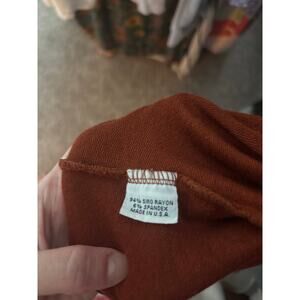 94% SRO RAYON
6% SPANDEX
MADE IN U.S.A.